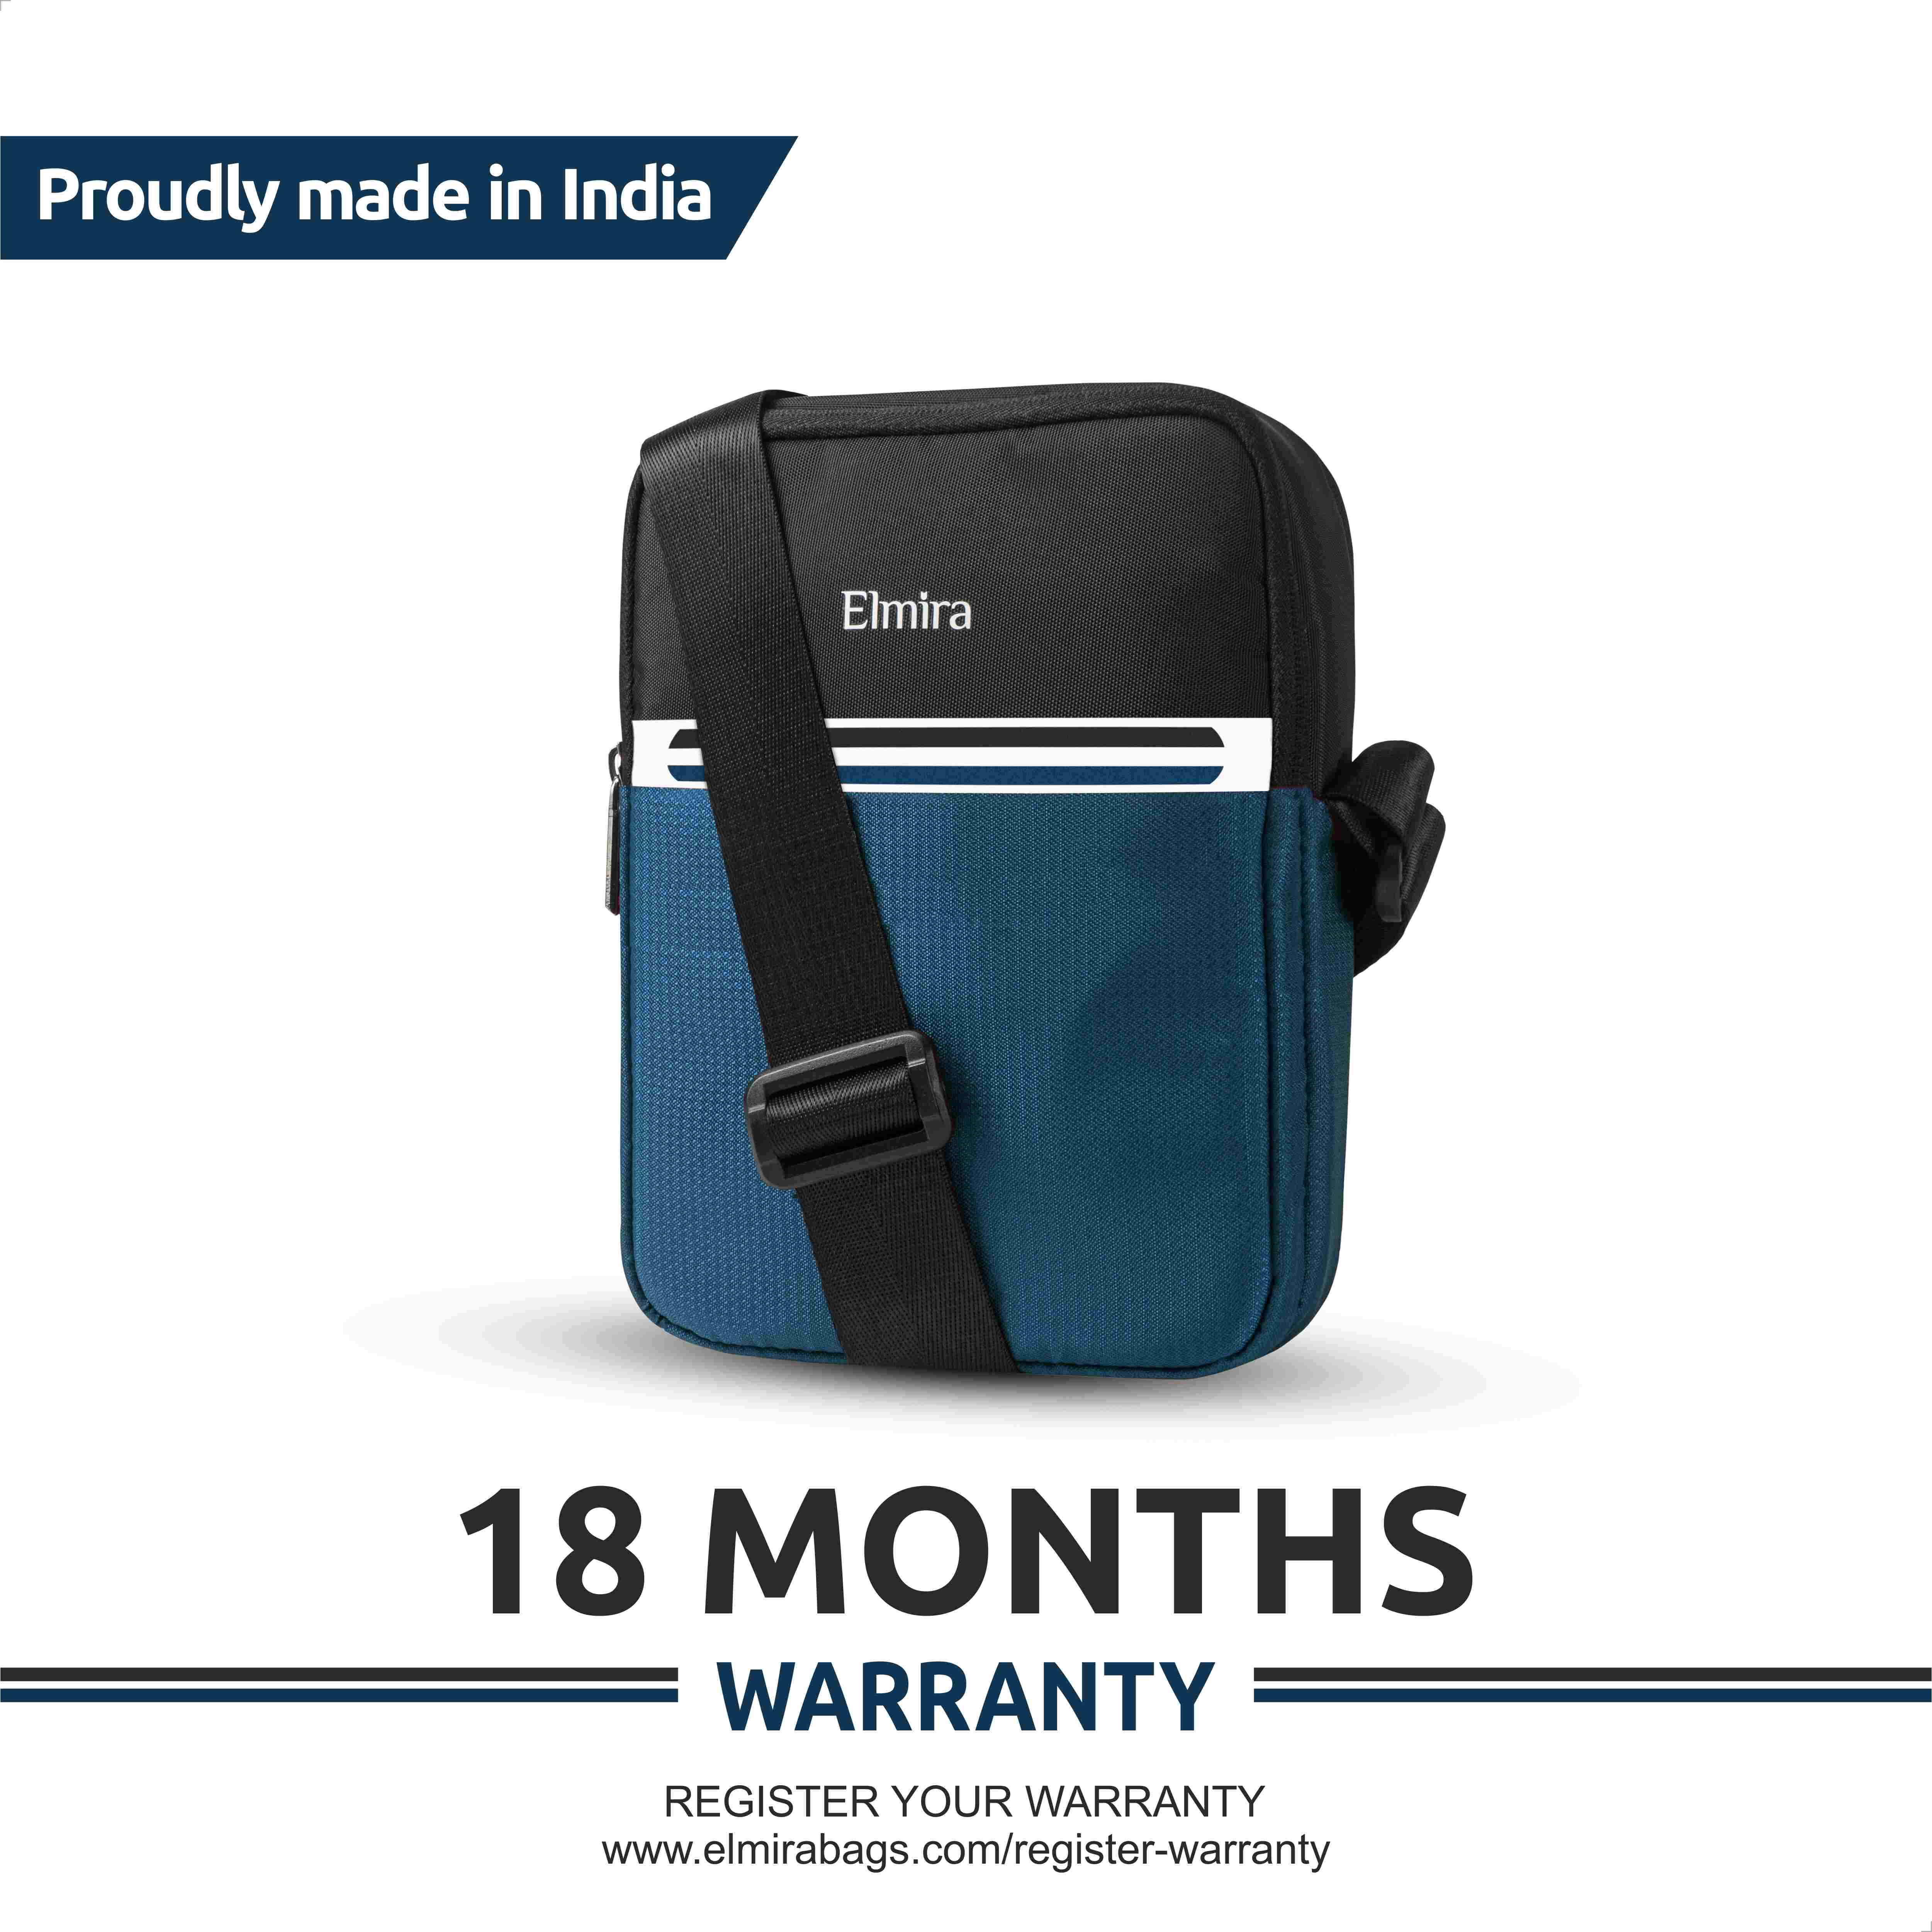 Proudly made in India
Elmira
18 MONTHS
WARRANTY
REGISTER YOUR WARRANTY
www.elmirabags.com/register-warranty